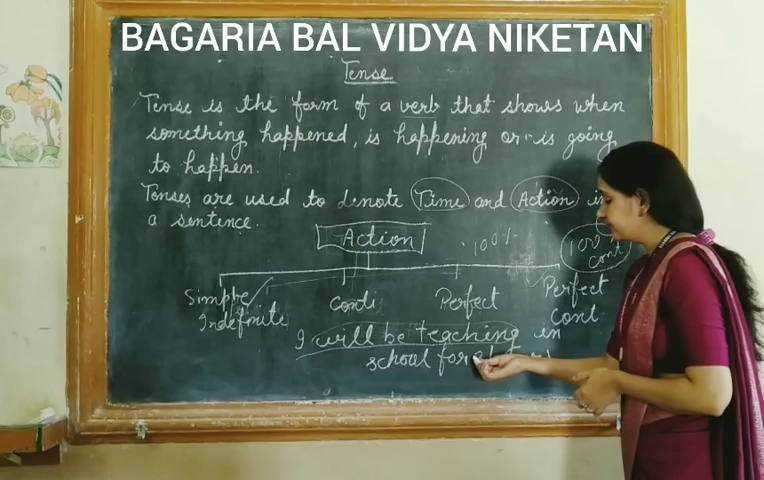 BAGARIA BAL VIDYA NIKETAN
Tense
Tense is the form of a verb that shows when
something happened, is happening or is going
to happen.
Tenses are used to denote Time and Action in
a sentence.
Action
100%
100%
cont
Simple
Indefinite
Conti
Perfect
Perfect
Cont.
I will be teaching in
school for